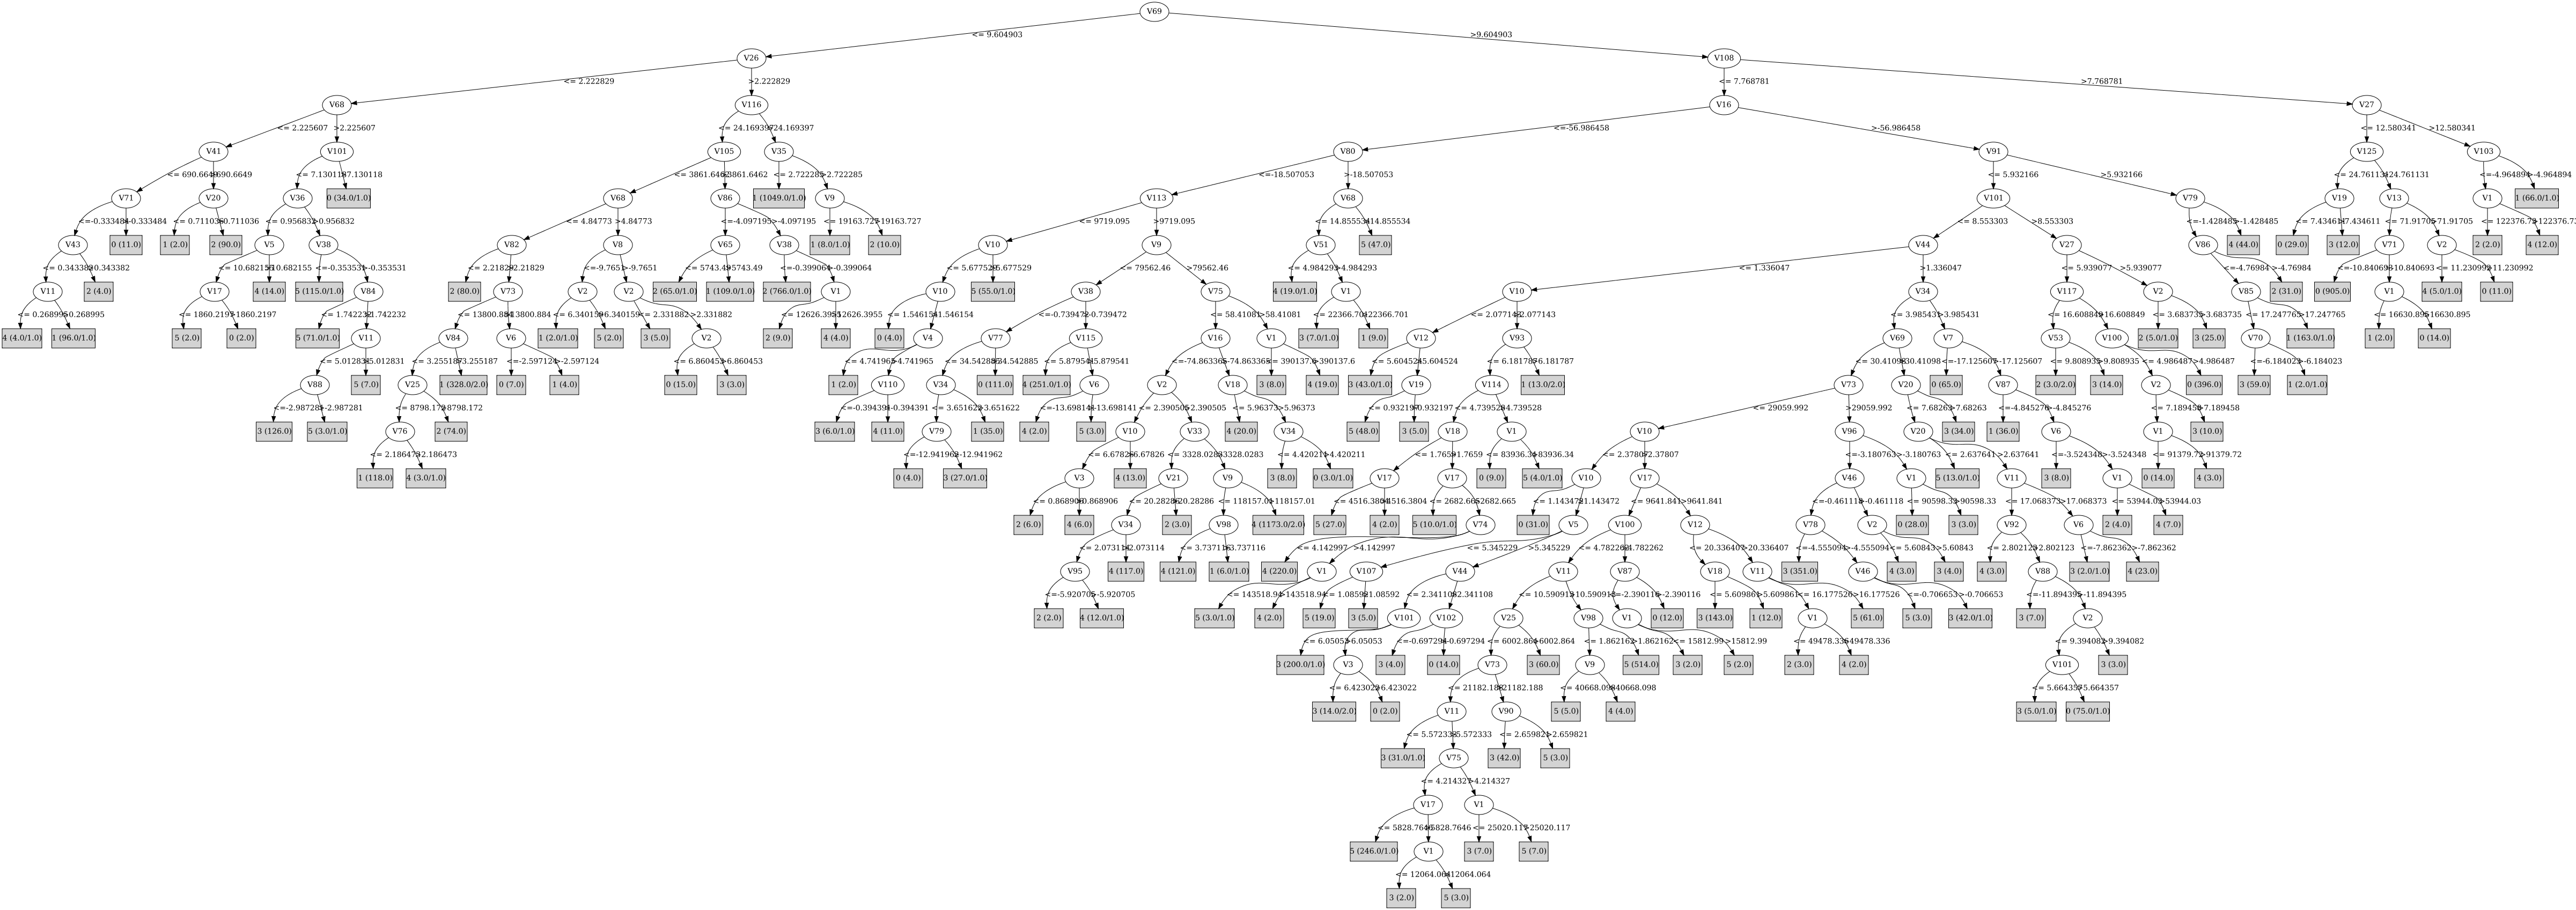 V69
<= 9.604903 >9.604903
V26 V108
<= 2.222829 >2.222829 <= 7.768781 >7.768781
V68 V116 V16 V27
<= 2.225607 >2.225607 <= 24.169397 >24.169397 <=-56.986458 >-56.986458 <= 12.580341 >12.580341
V41 V101 V105 V35 V80 V91 V125 V103
<= 690.6649 >690.6649 <= 7.130118 >7.130118 <= 3861.6462 >3861.6462 <= 2.722285 >2.722285 <=-18.507053 >-18.507053 <= 5.932166 >5.932166 <= 24.761131 >24.761131 <=-4.964894 >-4.964894
V71 V20 V36 0 (34.0/1.0) V68 V86 1 (1049.0/1.0) V9 V113 V68 V101 V79 V19 V13 V1 1 (66.0/1.0)
<=-0.333484 >-0.333484 <= 0.711036 >0.711036 <= 0.956832 >0.956832 <= 4.84773 >4.84773 <=-4.097195 >-4.097195 <= 19163.727 >19163.727 <= 9719.095 >9719.095 <= 14.855534 >14.855534 <= 8.553303 >8.553303 <=-1.428485 >-1.428485 <= 7.434611 >7.434611 <= 71.91705 >71.91705
V43 0 (11.0) 1 (2.0) 2 (90.0) V5 V38 V82 V8 V65 V38 1 (8.0/1.0) 2 (10.0) V10 V9 V51 5 (47.0) V44 V27 V86 4 (44.0) 0 (29.0) 3 (12.0) V71 V2 2 (2.0) 4 (12.0)
<= 0.343382 >0.343382 <= 10.682155 >10.682155 <=-0.353531 >-0.353531 <= 2.21829 >2.21829 <=-9.7651 >-9.7651 <= 5743.49 >5743.49 <=-0.399064 >-0.399064 <= 5.677529 >5.677529 <= 79562.46 >79562.46 <= 4.984293 >4.984293 <= 1.336047 >1.336047 <= 5.939077 >5.939077 <=-4.76984 >-4.76984 <=-10.840693 >-10.840693 <= 11.230992 >11.230992
V11 2 (4.0) V17 4 (14.0) 5 (115.0/1.0) V84 2 (80.0) V73 V2 V2 2 (65.0/1.0) 1 (109.0/1.0) 2 (766.0/1.0) V1 V10 5 (55.0/1.0) V38 V75 4 (19.0/1.0) V1 V10 V34 V117 V2 V85 2 (31.0) 0 (905.0) V1 4 (5.0/1.0) 0 (11.0)
<= 0.268995 >0.268995 <= 1860.2197 >1860.2197 <= 1.742232 >1.742232 <= 13800.884 >13800.884 <= 6.340159 >6.340159 <= 2.331882 >2.331882 <= 12626.3955 >12626.3955 <= 1.546154 >1.546154 <=-0.739472 >-0.739472 <= 58.41081 >58.41081 <= 22366.701 >22366.701 <= 2.077143 >2.077143 <= 3.985431 >3.985431 <= 16.608849 >16.608849 <= 3.683735 >3.683735 <= 17.247765 >17.247765 <= 16630.895 >16630.895
4 (4.0/1.0) 1 (96.0/1.0) 5 (2.0) 0 (2.0) 5 (71.0/1.0) V11 V84 V6 1 (2.0/1.0) 5 (2.0) 3 (5.0) V2 2 (9.0) 4 (4.0) 0 (4.0) V4 V77 V115 V16 V1 3 (7.0/1.0) 1 (9.0) V12 V93 V69 V7 V53 V100 2 (5.0/1.0) 3 (25.0) V70 1 (163.0/1.0) 1 (2.0) 0 (14.0)
<= 5.012831 >5.012831 <= 3.255187 >3.255187 <=-2.597124 >-2.597124 <= 6.860453 >6.860453 <= 4.741965 >4.741965 <= 34.542885 >34.542885 <= 5.879541 >5.879541 <=-74.863365 >-74.863365 <= 390137.6 >390137.6 <= 5.604524 >5.604524 <= 6.181787 >6.181787 <= 30.41098 >30.41098 <=-17.125607 >-17.125607 <= 9.808935 >9.808935 <= 4.986487 >4.986487 <=-6.184023 >-6.184023
V88 5 (7.0) V25 1 (328.0/2.0) 0 (7.0) 1 (4.0) 0 (15.0) 3 (3.0) 1 (2.0) V110 V34 0 (111.0) 4 (251.0/1.0) V6 V2 V18 3 (8.0) 4 (19.0) 3 (43.0/1.0) V19 V114 1 (13.0/2.0) V73 V20 0 (65.0) V87 2 (3.0/2.0) 3 (14.0) V2 0 (396.0) 3 (59.0) 1 (2.0/1.0)
<=-2.987281 >-2.987281 <= 8798.172 >8798.172 <=-0.394391 >-0.394391 <= 3.651622 >3.651622 <=-13.698141 >-13.698141 <= 2.390505 >2.390505 <= 5.96373 >5.96373 <= 0.932197 >0.932197 <= 4.739528 >4.739528 <= 29059.992 >29059.992 <= 7.68263 >7.68263 <=-4.845276 >-4.845276 <= 7.189458 >7.189458
3 (126.0) 5 (3.0/1.0) V76 2 (74.0) 3 (6.0/1.0) 4 (11.0) V79 1 (35.0) 4 (2.0) 5 (3.0) V10 V33 4 (20.0) V34 5 (48.0) 3 (5.0) V18 V1 V10 V96 V20 3 (34.0) 1 (36.0) V6 V1 3 (10.0)
<= 2.186473 >2.186473 <=-12.941962 >-12.941962 <= 6.67826 >6.67826 <= 3328.0283 >3328.0283 <= 4.420211 >4.420211 <= 1.7659 >1.7659 <= 83936.34 >83936.34 <= 2.37807 >2.37807 <=-3.180763 >-3.180763 <= 2.637641 >2.637641 <=-3.524348 >-3.524348 <= 91379.72 >91379.72
1 (118.0) 4 (3.0/1.0) 0 (4.0) 3 (27.0/1.0) V3 4 (13.0) V21 V9 3 (8.0) 0 (3.0/1.0) V17 V17 0 (9.0) 5 (4.0/1.0) V10 V17 V46 V1 5 (13.0/1.0) V11 3 (8.0) V1 0 (14.0) 4 (3.0)
<= 0.868906 >0.868906 <= 20.28286 >20.28286 <= 118157.01 >118157.01 <= 4516.3804 >4516.3804 <= 2682.665 >2682.665 <= 1.143472 >1.143472 <= 9641.841 >9641.841 <=-0.461118 >-0.461118 <= 90598.33 >90598.33 <= 17.068373 >17.068373 <= 53944.03 >53944.03
2 (6.0) 4 (6.0) V34 2 (3.0) V98 4 (1173.0/2.0) 5 (27.0) 4 (2.0) 5 (10.0/1.0) V74 0 (31.0) V5 V100 V12 V78 V2 0 (28.0) 3 (3.0) V92 V6 2 (4.0) 4 (7.0)
<= 2.073114 >2.073114 <= 3.737116 >3.737116 <= 4.142997 >4.142997 <= 5.345229 >5.345229 <= 4.782262 >4.782262 <= 20.336407 >20.336407 <=-4.555094 >-4.555094 <= 5.60843 >5.60843 <= 2.802123 >2.802123 <=-7.862362 >-7.862362
V95 4 (117.0) 4 (121.0) 1 (6.0/1.0) 4 (220.0) V1 V107 V44 V11 V87 V18 V11 3 (351.0) V46 4 (3.0) 3 (4.0) 4 (3.0) V88 3 (2.0/1.0) 4 (23.0)
<=-5.920705 >-5.920705 <= 143518.94 >143518.94 <= 1.08592 >1.08592 <= 2.341108 >2.341108 <= 10.590913 >10.590913 <=-2.390116 >-2.390116 <= 5.609861 >5.609861 <= 16.177526 >16.177526 <=-0.706653 >-0.706653 <=-11.894395 >-11.894395
2 (2.0) 4 (12.0/1.0) 5 (3.0/1.0) 4 (2.0) 5 (19.0) 3 (5.0) V101 V102 V25 V98 V1 0 (12.0) 3 (143.0) 1 (12.0) V1 5 (61.0) 5 (3.0) 3 (42.0/1.0) 3 (7.0) V2
<= 6.05053 >6.05053 <=-0.697294 >-0.697294 <= 6002.864 >6002.864 <= 1.862162 >1.862162 <= 15812.99 >15812.99 <= 49478.336 >49478.336 <= 9.394082 >9.394082
3 (200.0/1.0) V3 3 (4.0) 0 (14.0) V73 3 (60.0) V9 5 (514.0) 3 (2.0) 5 (2.0) 2 (3.0) 4 (2.0) V101 3 (3.0)
<= 6.423022 >6.423022 <= 21182.188 >21182.188 <= 40668.098 >40668.098 <= 5.664357 >5.664357
3 (14.0/2.0) 0 (2.0) V11 V90 5 (5.0) 4 (4.0) 3 (5.0/1.0) 0 (75.0/1.0)
<= 5.572333 >5.572333 <= 2.659821 >2.659821
3 (31.0/1.0) V75 3 (42.0) 5 (3.0)
<= 4.214327 >4.214327
V17 V1
<= 5828.7646 >5828.7646 <= 25020.117 >25020.117
5 (246.0/1.0) V1 3 (7.0) 5 (7.0)
<= 12064.064 >12064.064
3 (2.0) 5 (3.0)